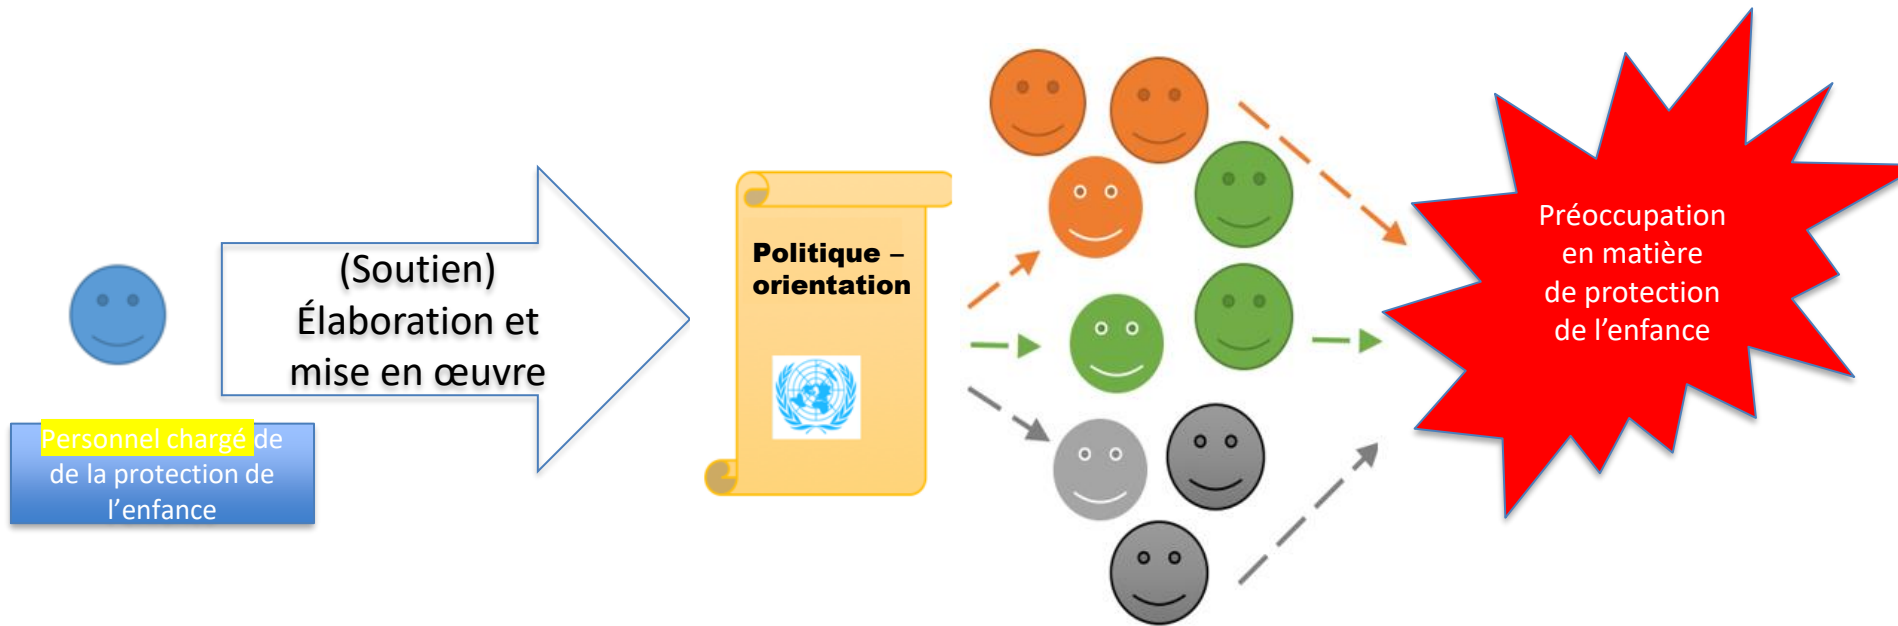 Personnel chargé de
de la protection de
l’enfance
(Soutien)
Élaboration et
mise en œuvre
Politique –
orientation
Préoccupation
en matière
de protection
de l’enfance